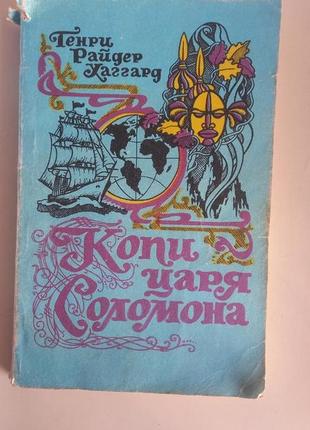 Генри
Райдер
Хаггард
Копи
царя
Соломона